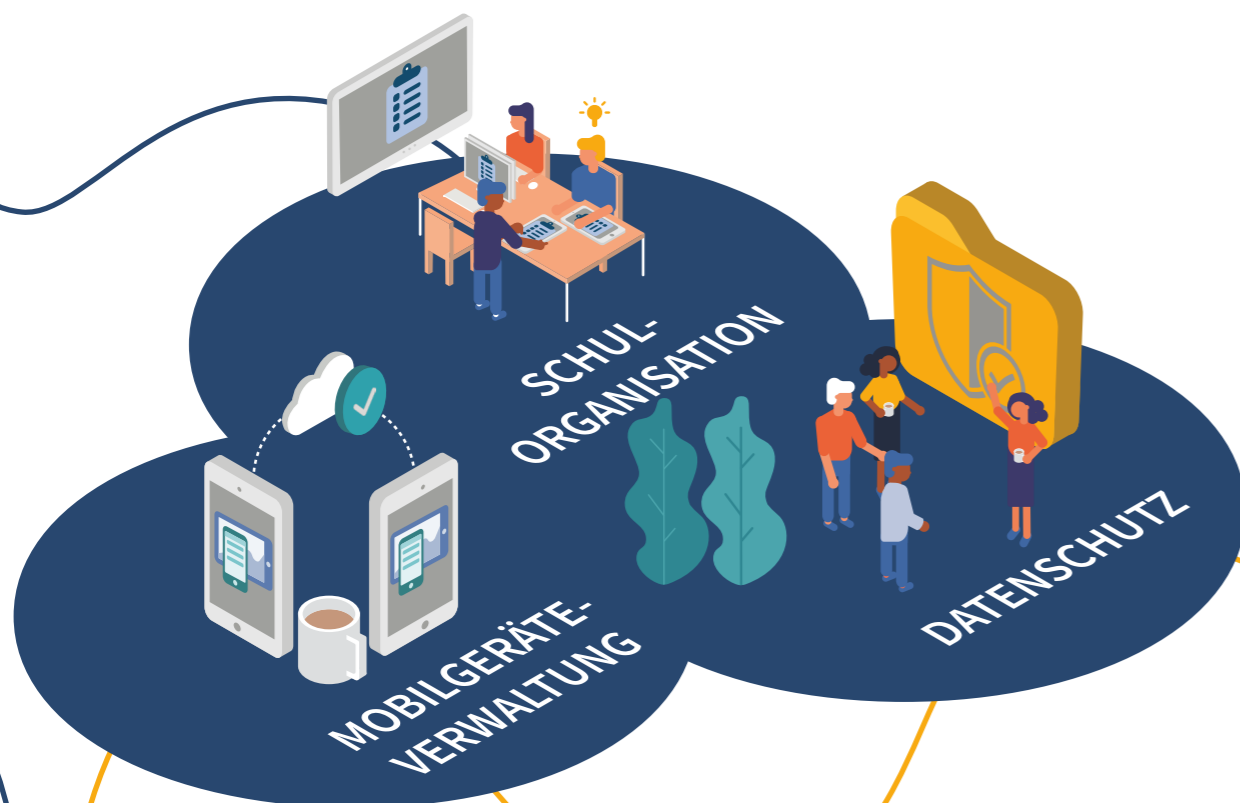 SCHUL-
ORGANISATION
MOBILGERÄTE-
VERWALTUNG
DATENSCHUTZ